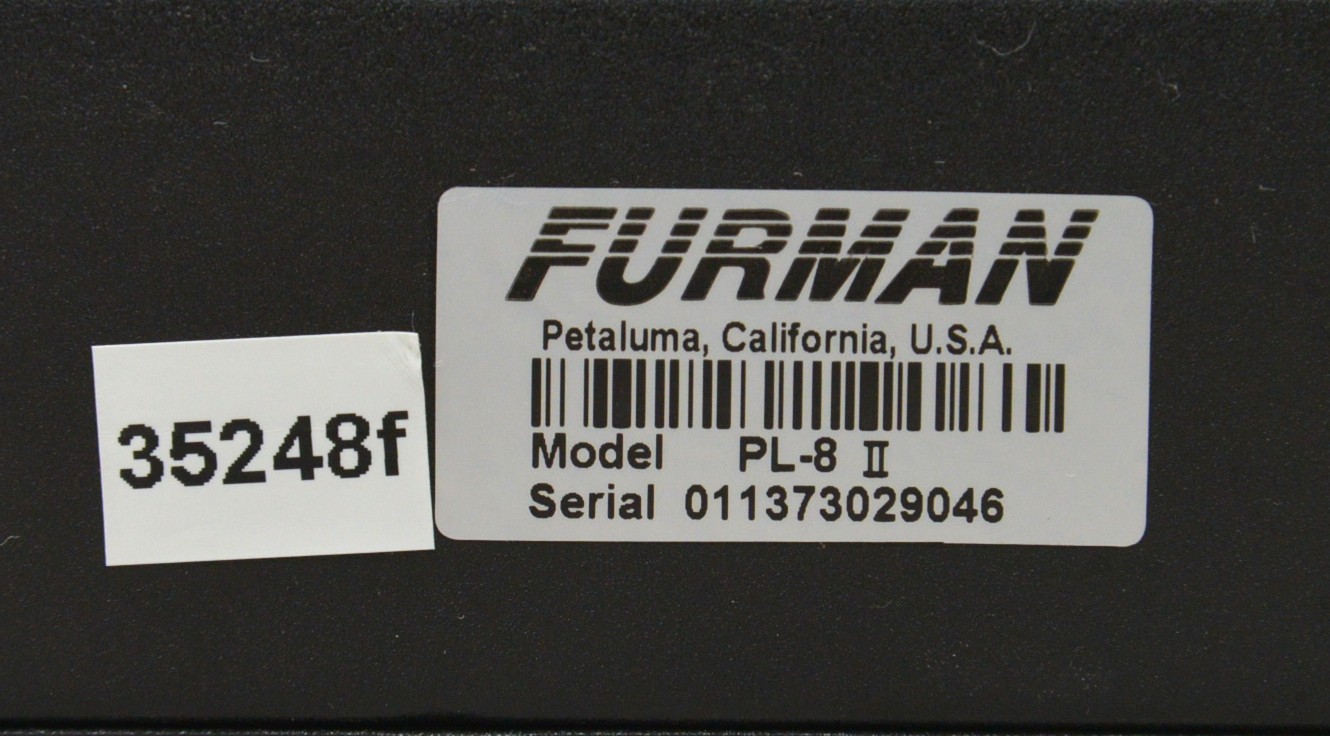 FURMAN
Petaluma, California, U.S.A.
35248f
Model PL-8 II
Serial 011373029046